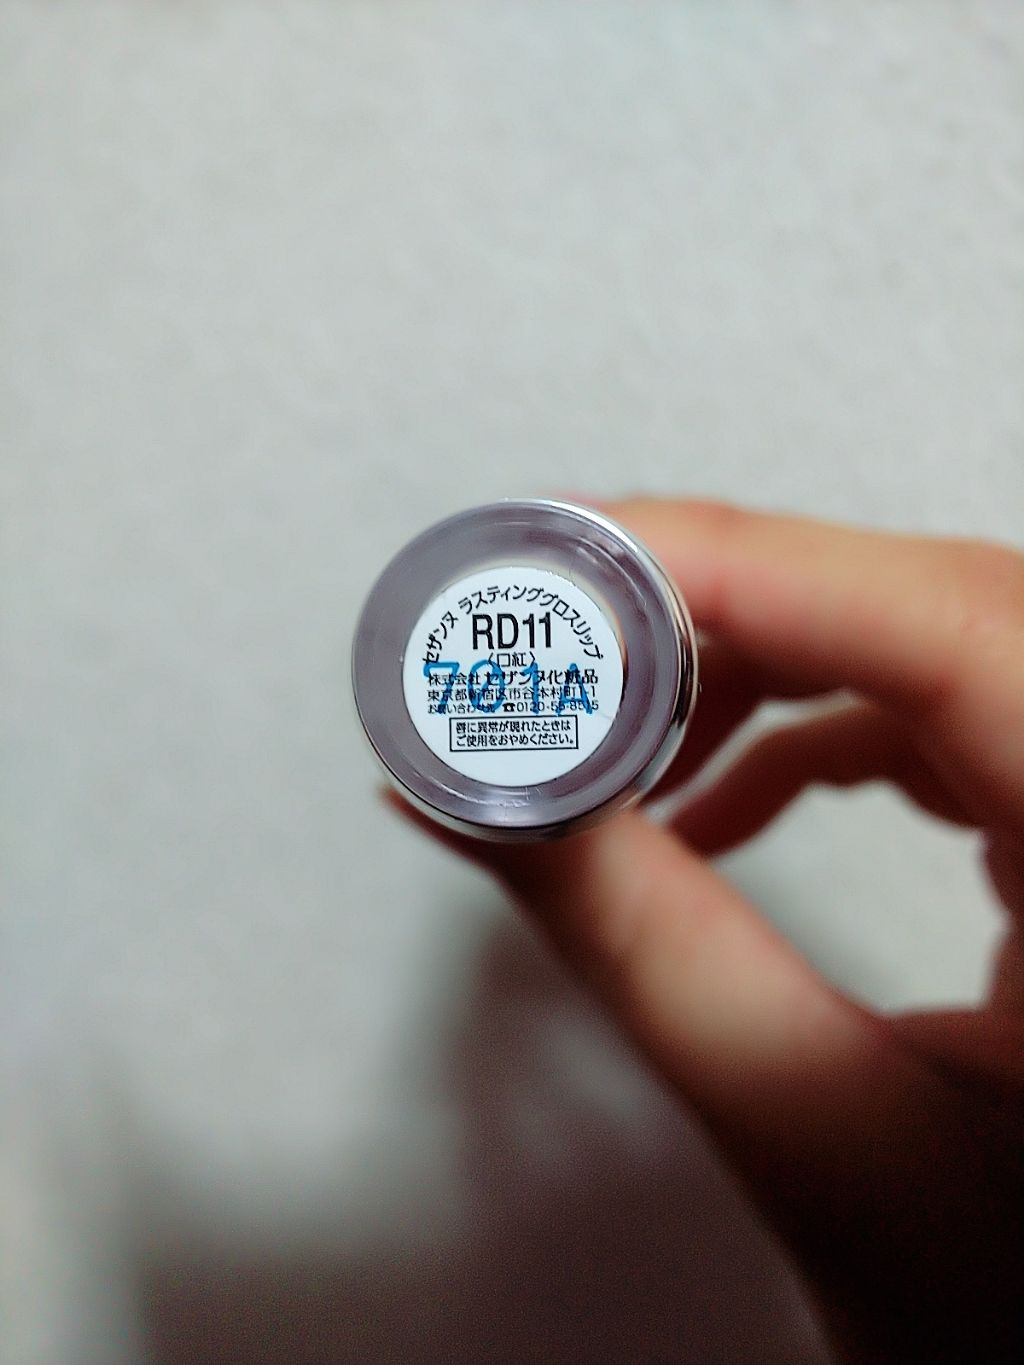 セザンヌ ラスティンググロスリップ
RD11
〈口紅〉
株式会社 セザンヌ化粧品
701A
東京都新宿区市谷本村町1-1
お問い合わせ先 ☎0120-55-8515
唇に異常が現れたときは
ご使用をおやめください。